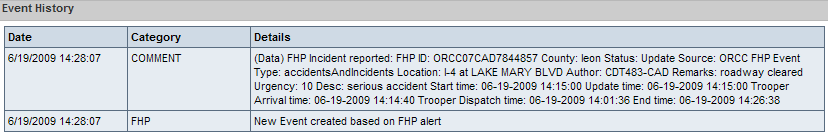 Event History
Date Category Details
6/19/2009 14:28:07 COMMENT (Data) FHP Incident reported: FHP ID: ORCC07CAD7844857 County: leon Status: Update Source: ORCC FHP Event
Type: accidentsAndIncidents Location: I-4 at LAKE MARY BLVD Author: CDT483-CAD Remarks: roadway cleared
Urgency: 10 Desc: serious accident Start time: 06-19-2009 14:15:00 Update time: 06-19-2009 14:15:00 Trooper
Arrival time: 06-19-2009 14:14:40 Trooper Dispatch time: 06-19-2009 14:01:36 End time: 06-19-2009 14:26:38
6/19/2009 14:28:07 FHP New Event created based on FHP alert